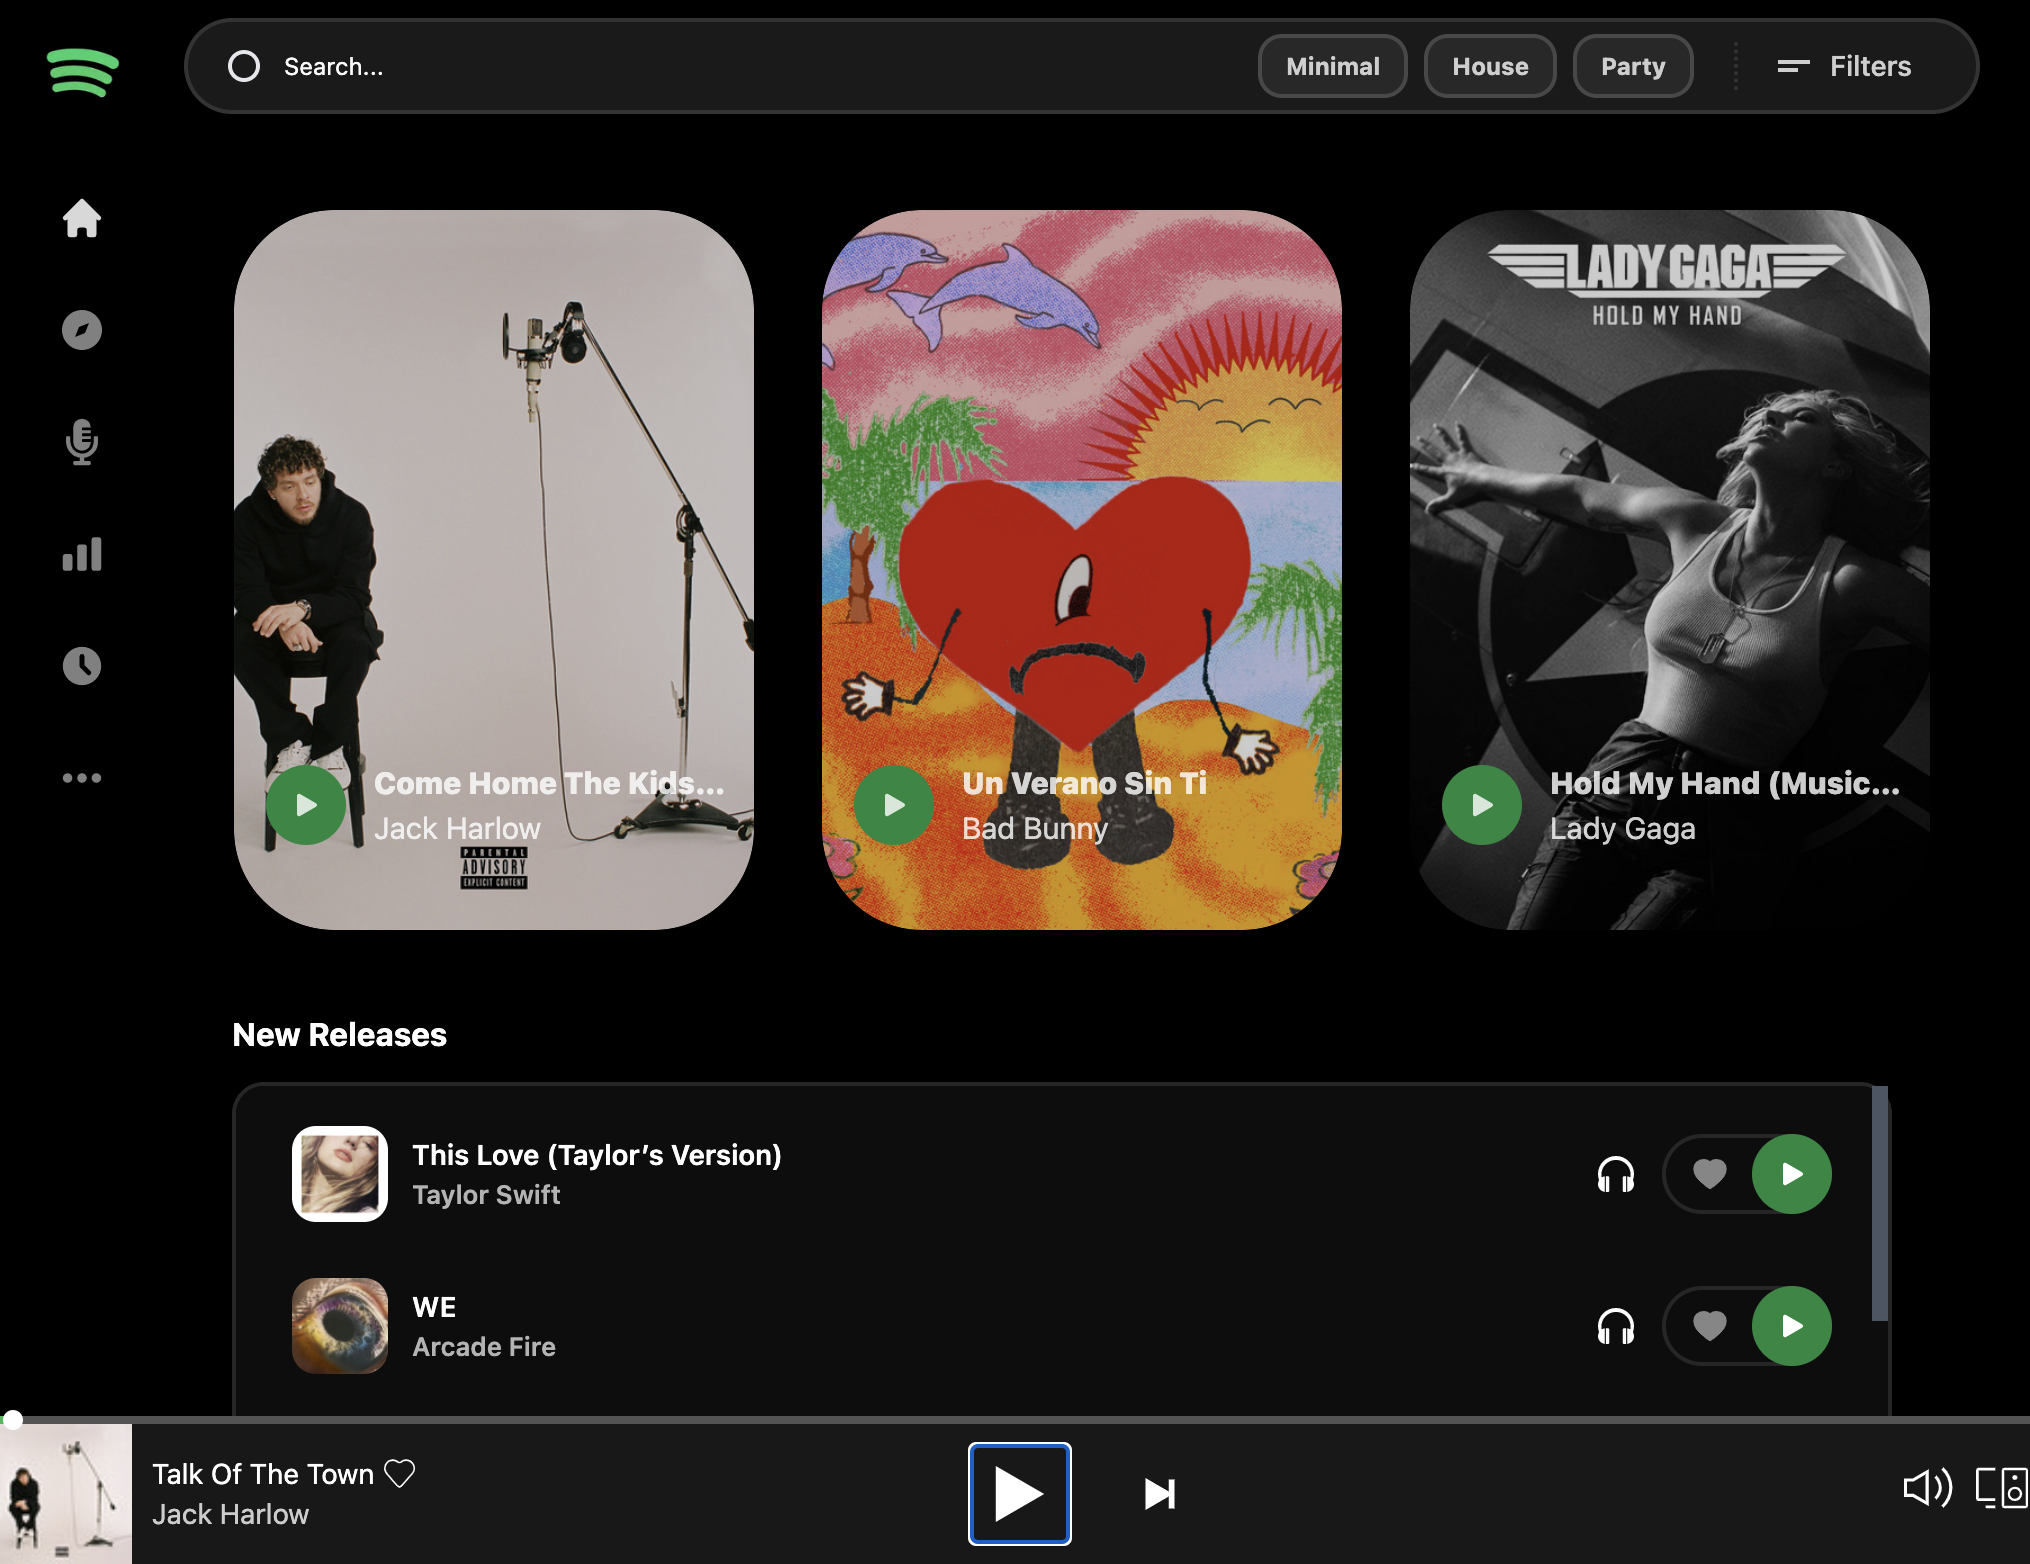 Search...
Minimal
House
Party
Filters
LADY GAGA
HOLD MY HAND
Come Home The Kids...
Jack Harlow
PARENTAL
ADVISORY
EXPLICIT CONTENT
Un Verano Sin Ti
Bad Bunny
Hold My Hand (Music...
Lady Gaga
New Releases
This Love (Taylor’s Version)
Taylor Swift
WE
Arcade Fire
Talk Of The Town
Jack Harlow